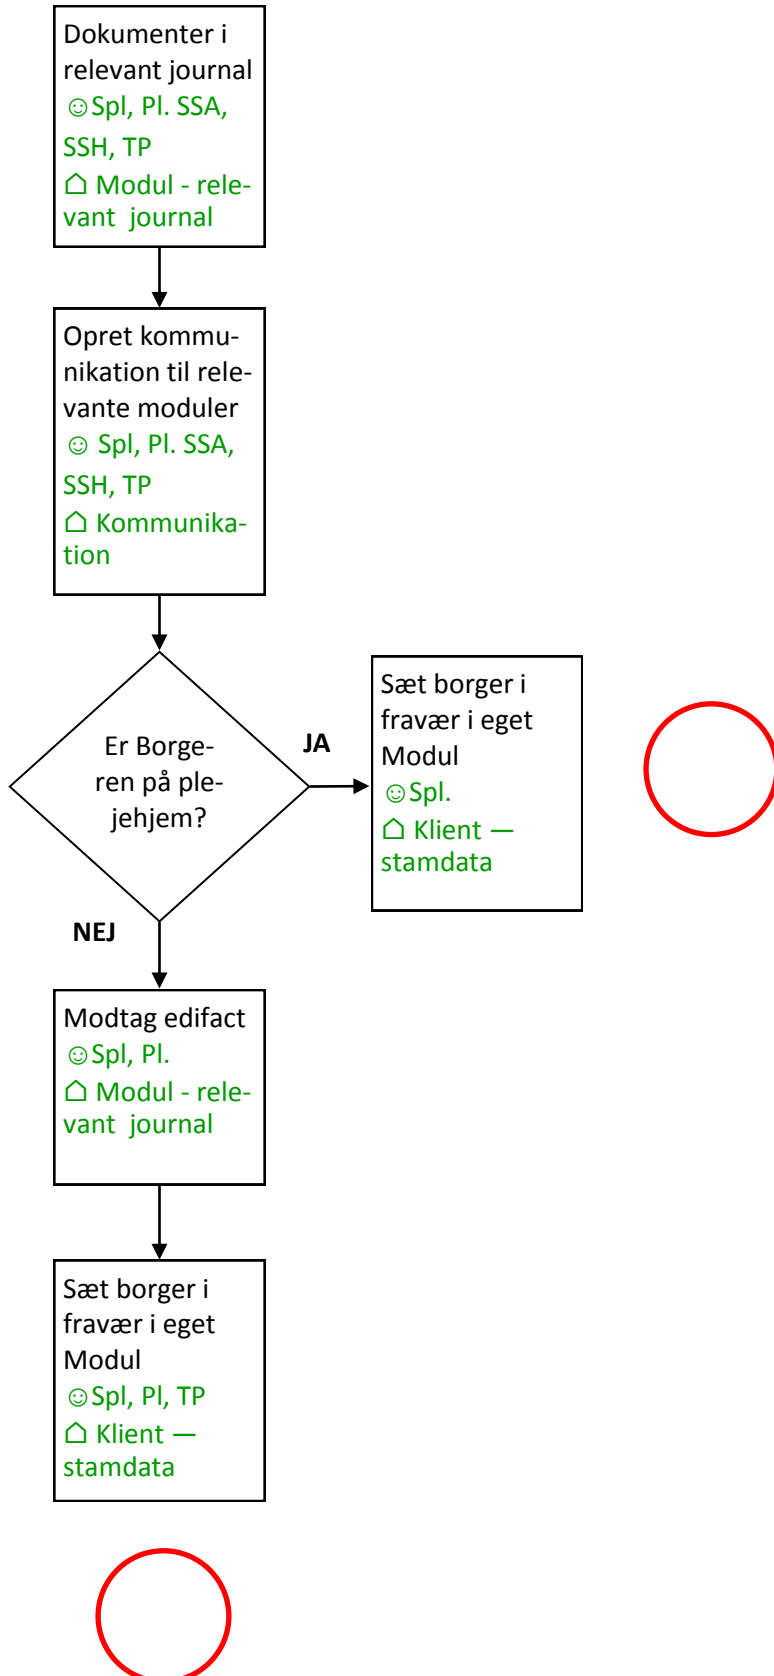 Dokumenter i
relevant journal
☺Spl, Pl. SSA,
SSH, TP
⌂ Modul - rele-
vant journal
Opret kommu-
nikation til rele-
vante moduler
☺ Spl, Pl. SSA,
SSH, TP
⌂ Kommunika-
tion
Er Borge-
ren på ple-
jehjem?
JA
Sæt borger i
fravær i eget
Modul
☺Spl.
⌂ Klient —
stamdata
NEJ
Modtag edifact
☺Spl, Pl.
⌂ Modul - rele-
vant journal
Sæt borger i
fravær i eget
Modul
☺Spl, Pl, TP
⌂ Klient —
stamdata